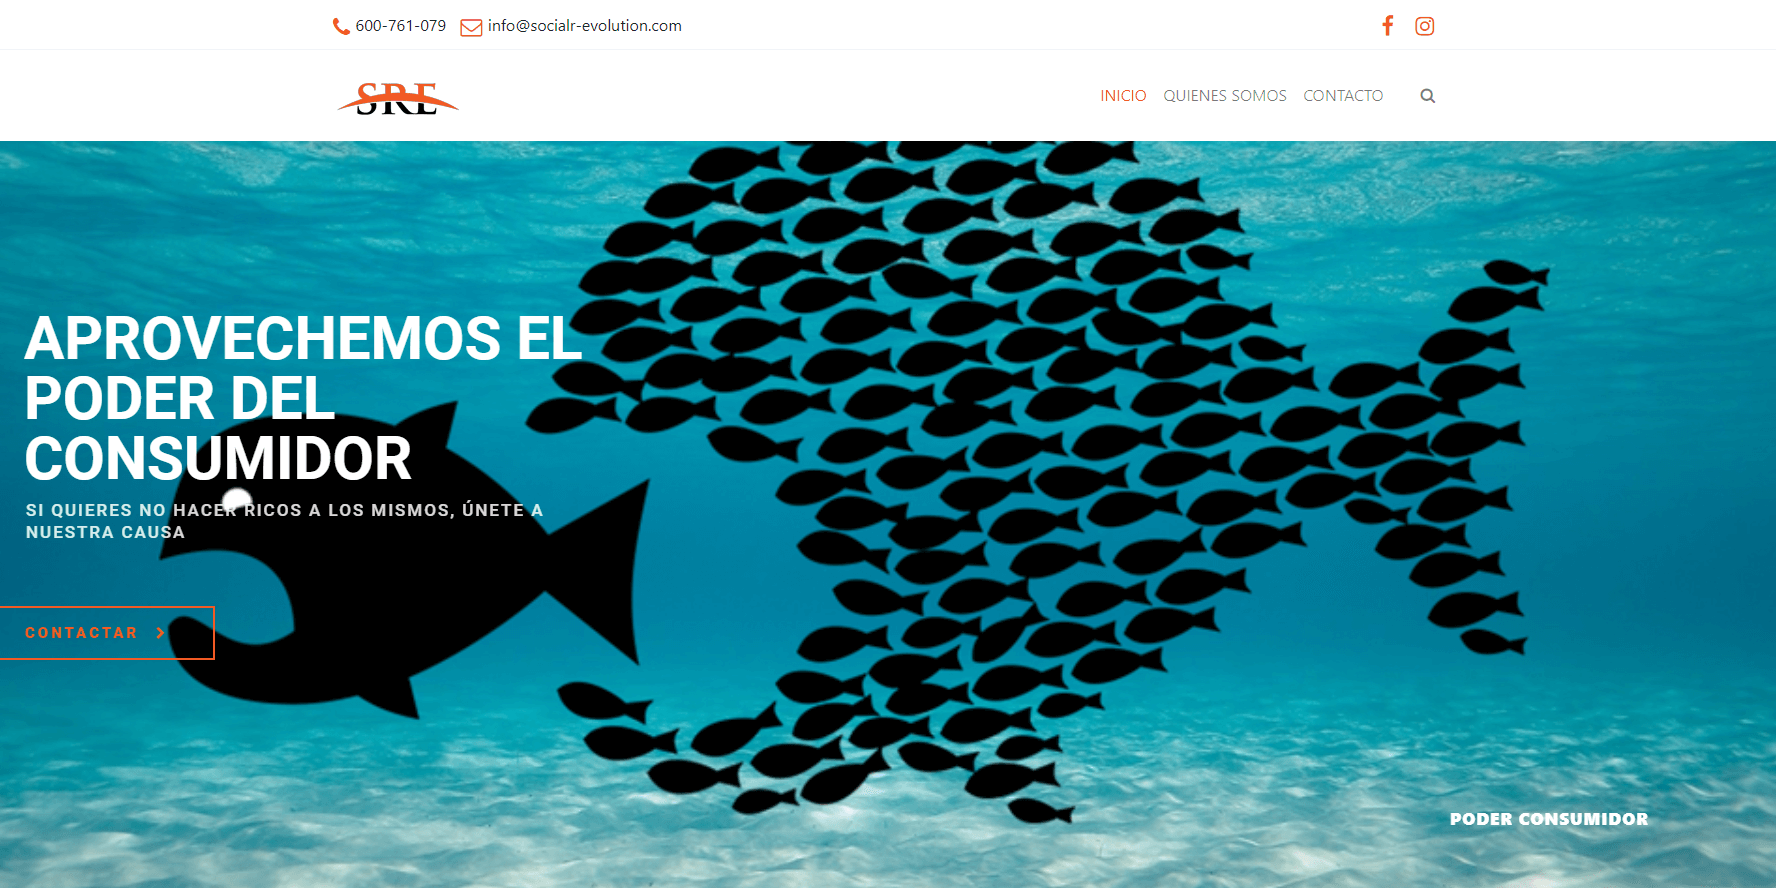 600-761-079 info@socialr-evolution.com
SRE
INICIO QUIENES SOMOS CONTACTO
APROVECHEMOS EL
PODER DEL
CONSUMIDOR
SI QUIERES NO HACER RICOS A LOS MISMOS, ÚNETE A
NUESTRA CAUSA
CONTACTAR
PODER CONSUMIDOR